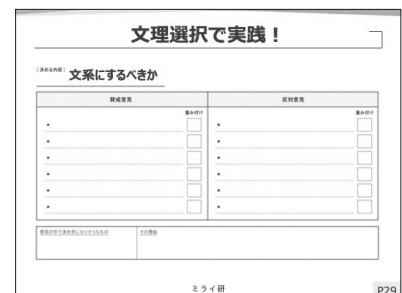 文理選択で実践！
［決める内容］ 文系にするべきか
賛成意見 反対意見
重み付け 重み付け
意見の中で決め手になりそうなもの その理由
ミライ研
P29